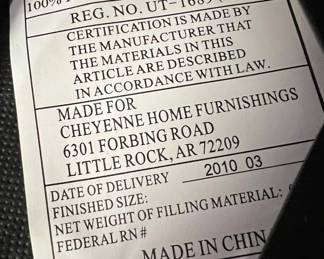 100%
REG. NO. UT-1689
CERTIFICATION IS MADE BY
THE MANUFACTURER THAT
THE MATERIALS IN THIS
ARTICLE ARE DESCRIBED
IN ACCORDANCE WITH LAW.
MADE FOR
CHEYENNE HOME FURNISHINGS
6301 FORBING ROAD
LITTLE ROCK, AR 72209
DATE OF DELIVERY 2010 03
FINISHED SIZE:
NET WEIGHT OF FILLING MATERIAL:
FEDERAL RN #
MADE IN CHIN